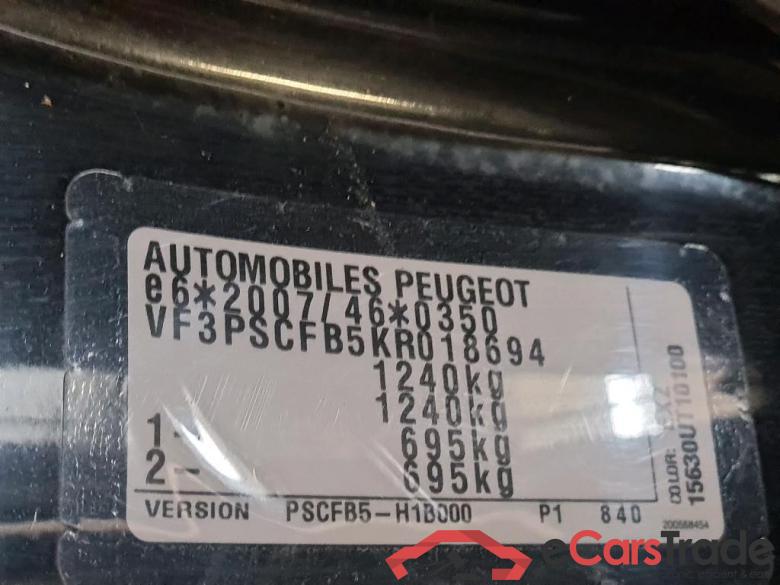 AUTOMOBILES PEUGEOT
e6*2007/46*0350
VF3PSCFB5KR018694
1240kg
1240kg
1- 695kg
2- 695kg
VERSION PSCFB5-H1B000 P1 840
COLOR:
15630UT10100
200568454
eCarsTrade